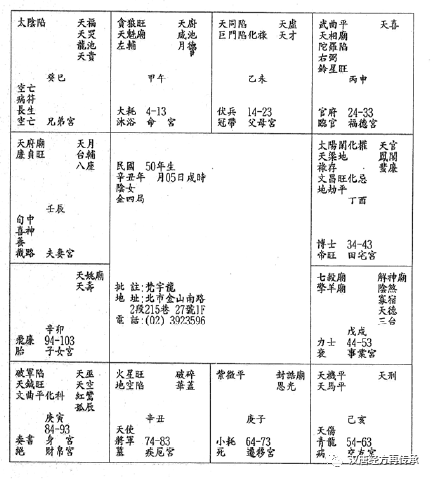 太陰陷 天福
天哭
龍池
天貴
癸巳
空亡
病符
長生
空亡 兄弟宮
貪狼旺 天廚
天魁廟 咸池
左輔 月德
甲午
大耗 4-13
沐浴 命宮
天同陷 天虛
巨門陷化祿 天才
乙未
伏兵 14-23
冠帶 父母宮
武曲平 天喜
天相廟
陀羅陷
右弼
鈴星旺
丙申
官府 24-33
臨官 福德宮
天府廟 天月
廉貞旺 台輔
八座
壬辰
旬中
喜神
養
截路 夫妻宮
民國 50年生
辛丑年 月05日戌時
陰女
金四局
批 註:梵宇龍
地 址:北市金山南路
2段215巷 27號1F
電 話:(02) 3923596
太陽閒化權 天官
天梁地 鳳閣
祿存 蜚廉
文昌旺化忌
地劫平
丁酉
博士 34-43
帝旺 田宅宮
天姚廟
天壽
辛卯
飛廉 94-103
胎 子女宮
七殺廟 解神廟
擎羊廟 陰煞
寡宿
天德
三台
戊戌
力士 44-53
衰 事業宮
破軍陷 天巫
天鉞旺 天空
文曲平化科 紅鸞
孤辰
庚寅
84-93
奏書 身宮
絕 財帛宮
火星旺 破碎
地空陷 華蓋
辛丑
天使
將軍 74-83
墓 疾厄宮
紫微平 封誥廟
恩光
庚子
小耗 64-73
死 遷移宮
天機平 天刑
天馬平
己亥
天傷
青龍 54-63
病 交友宮
汉唐经方再传承